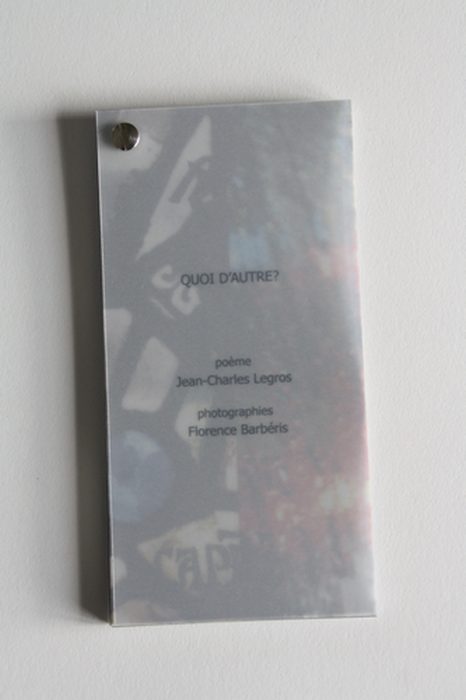 QUOI D'AUTRE?
poème
Jean-Charles Legros
photographies
Florence Barbéris